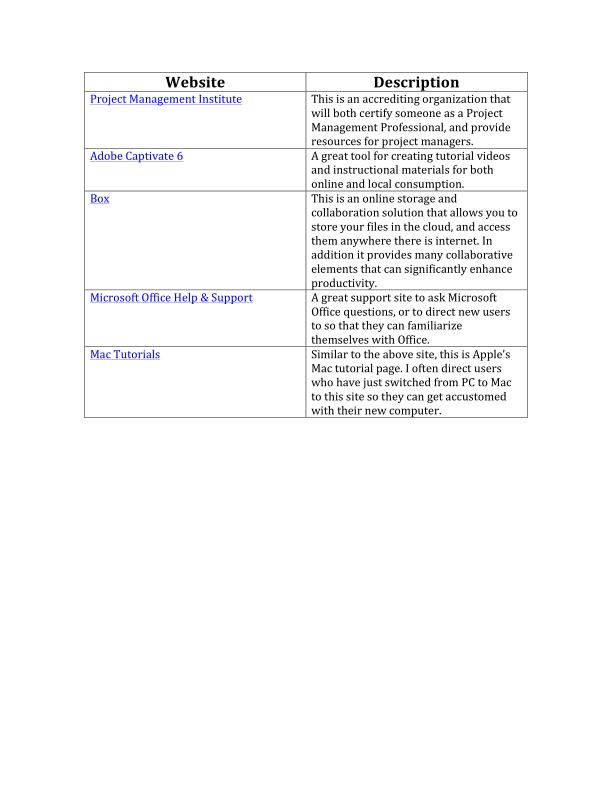 Website
Description
Project Management Institute
This is an accrediting organization that
will both certify someone as a Project
Management Professional, and provide
resources for project managers.
Adobe Captivate 6
A great tool for creating tutorial videos
and instructional materials for both
online and local consumption.
Box
This is an online storage and
collaboration solution that allows you to
store your files in the cloud, and access
them anywhere there is internet. In
addition it provides many collaborative
elements that can significantly enhance
productivity.
Microsoft Office Help & Support
A great support site to ask Microsoft
Office questions, or to direct new users
to so that they can familiarize
themselves with Office.
Mac Tutorials
Similar to the above site, this is Apple’s
Mac tutorial page. I often direct users
who have just switched from PC to Mac
to this site so they can get accustomed
with their new computer.